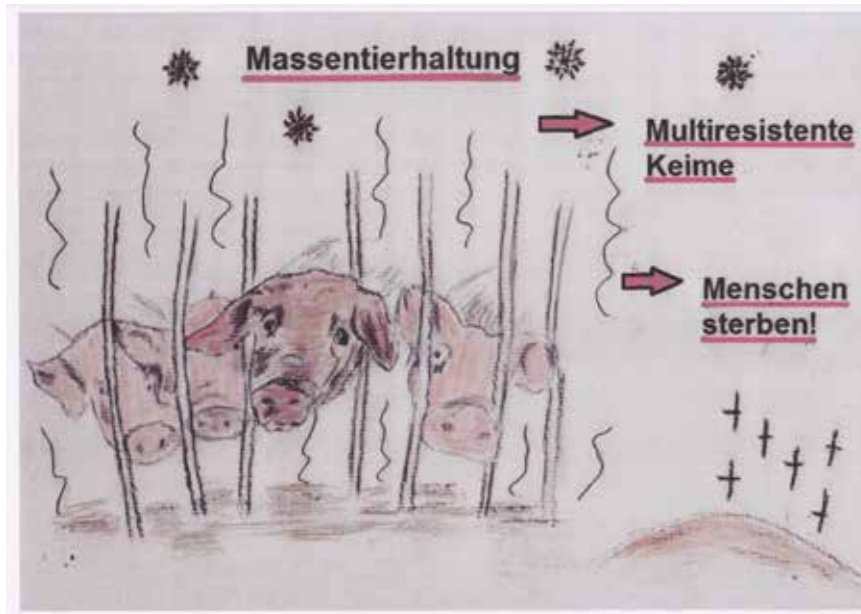 Massentierhaltung
Multiresistente
Keime
Menschen
sterben!